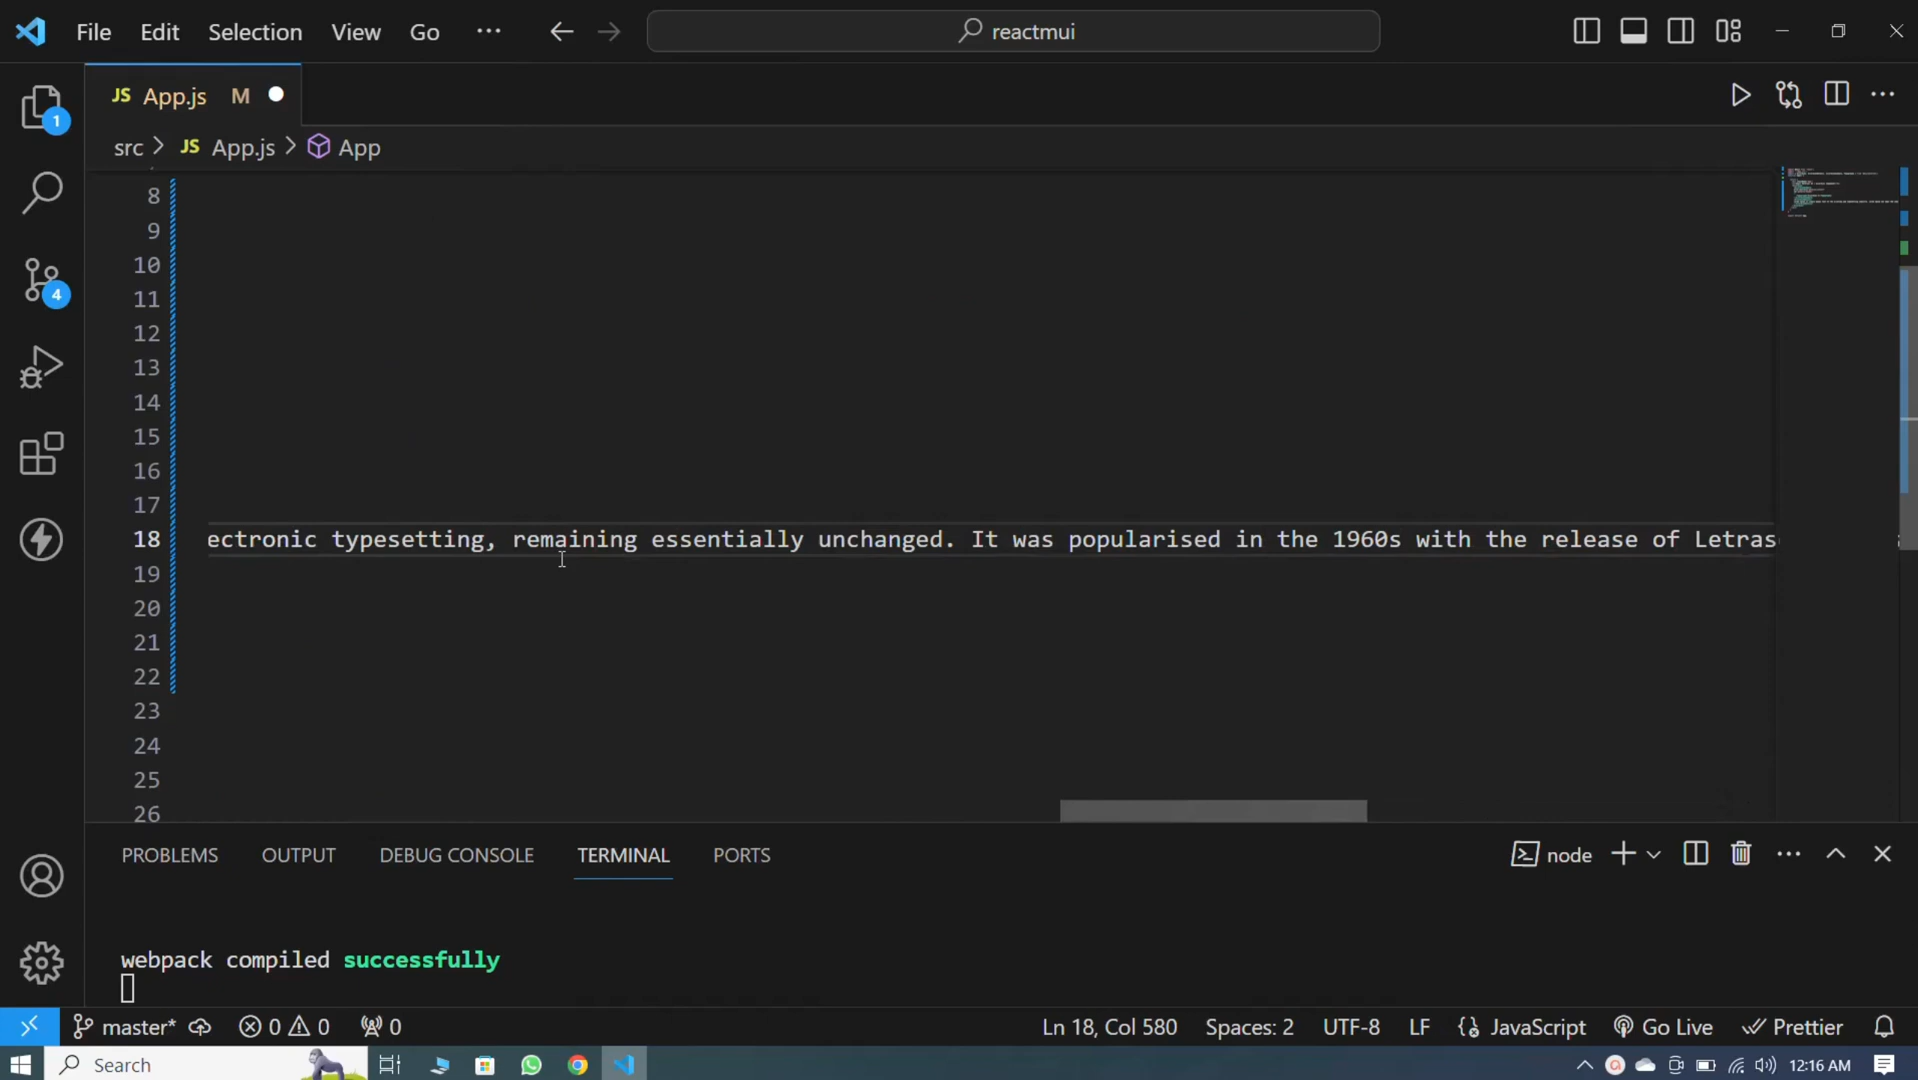 File Edit Selection View Go ··· reactmui
JS App.js M
src > JS App.js > App
8
9
10
11
12
13
14
15
16
17
18 ectronic typesetting, remaining essentially unchanged. It was popularised in the 1960s with the release of Letras
19
20
21
22
23
24
25
26
1
4
PROBLEMS OUTPUT DEBUG CONSOLE TERMINAL PORTS node
webpack compiled successfully
master* 0 0 0 Ln 18, Col 580 Spaces: 2 UTF-8 LF {} JavaScript Go Live Prettier
Search 12:16 AM